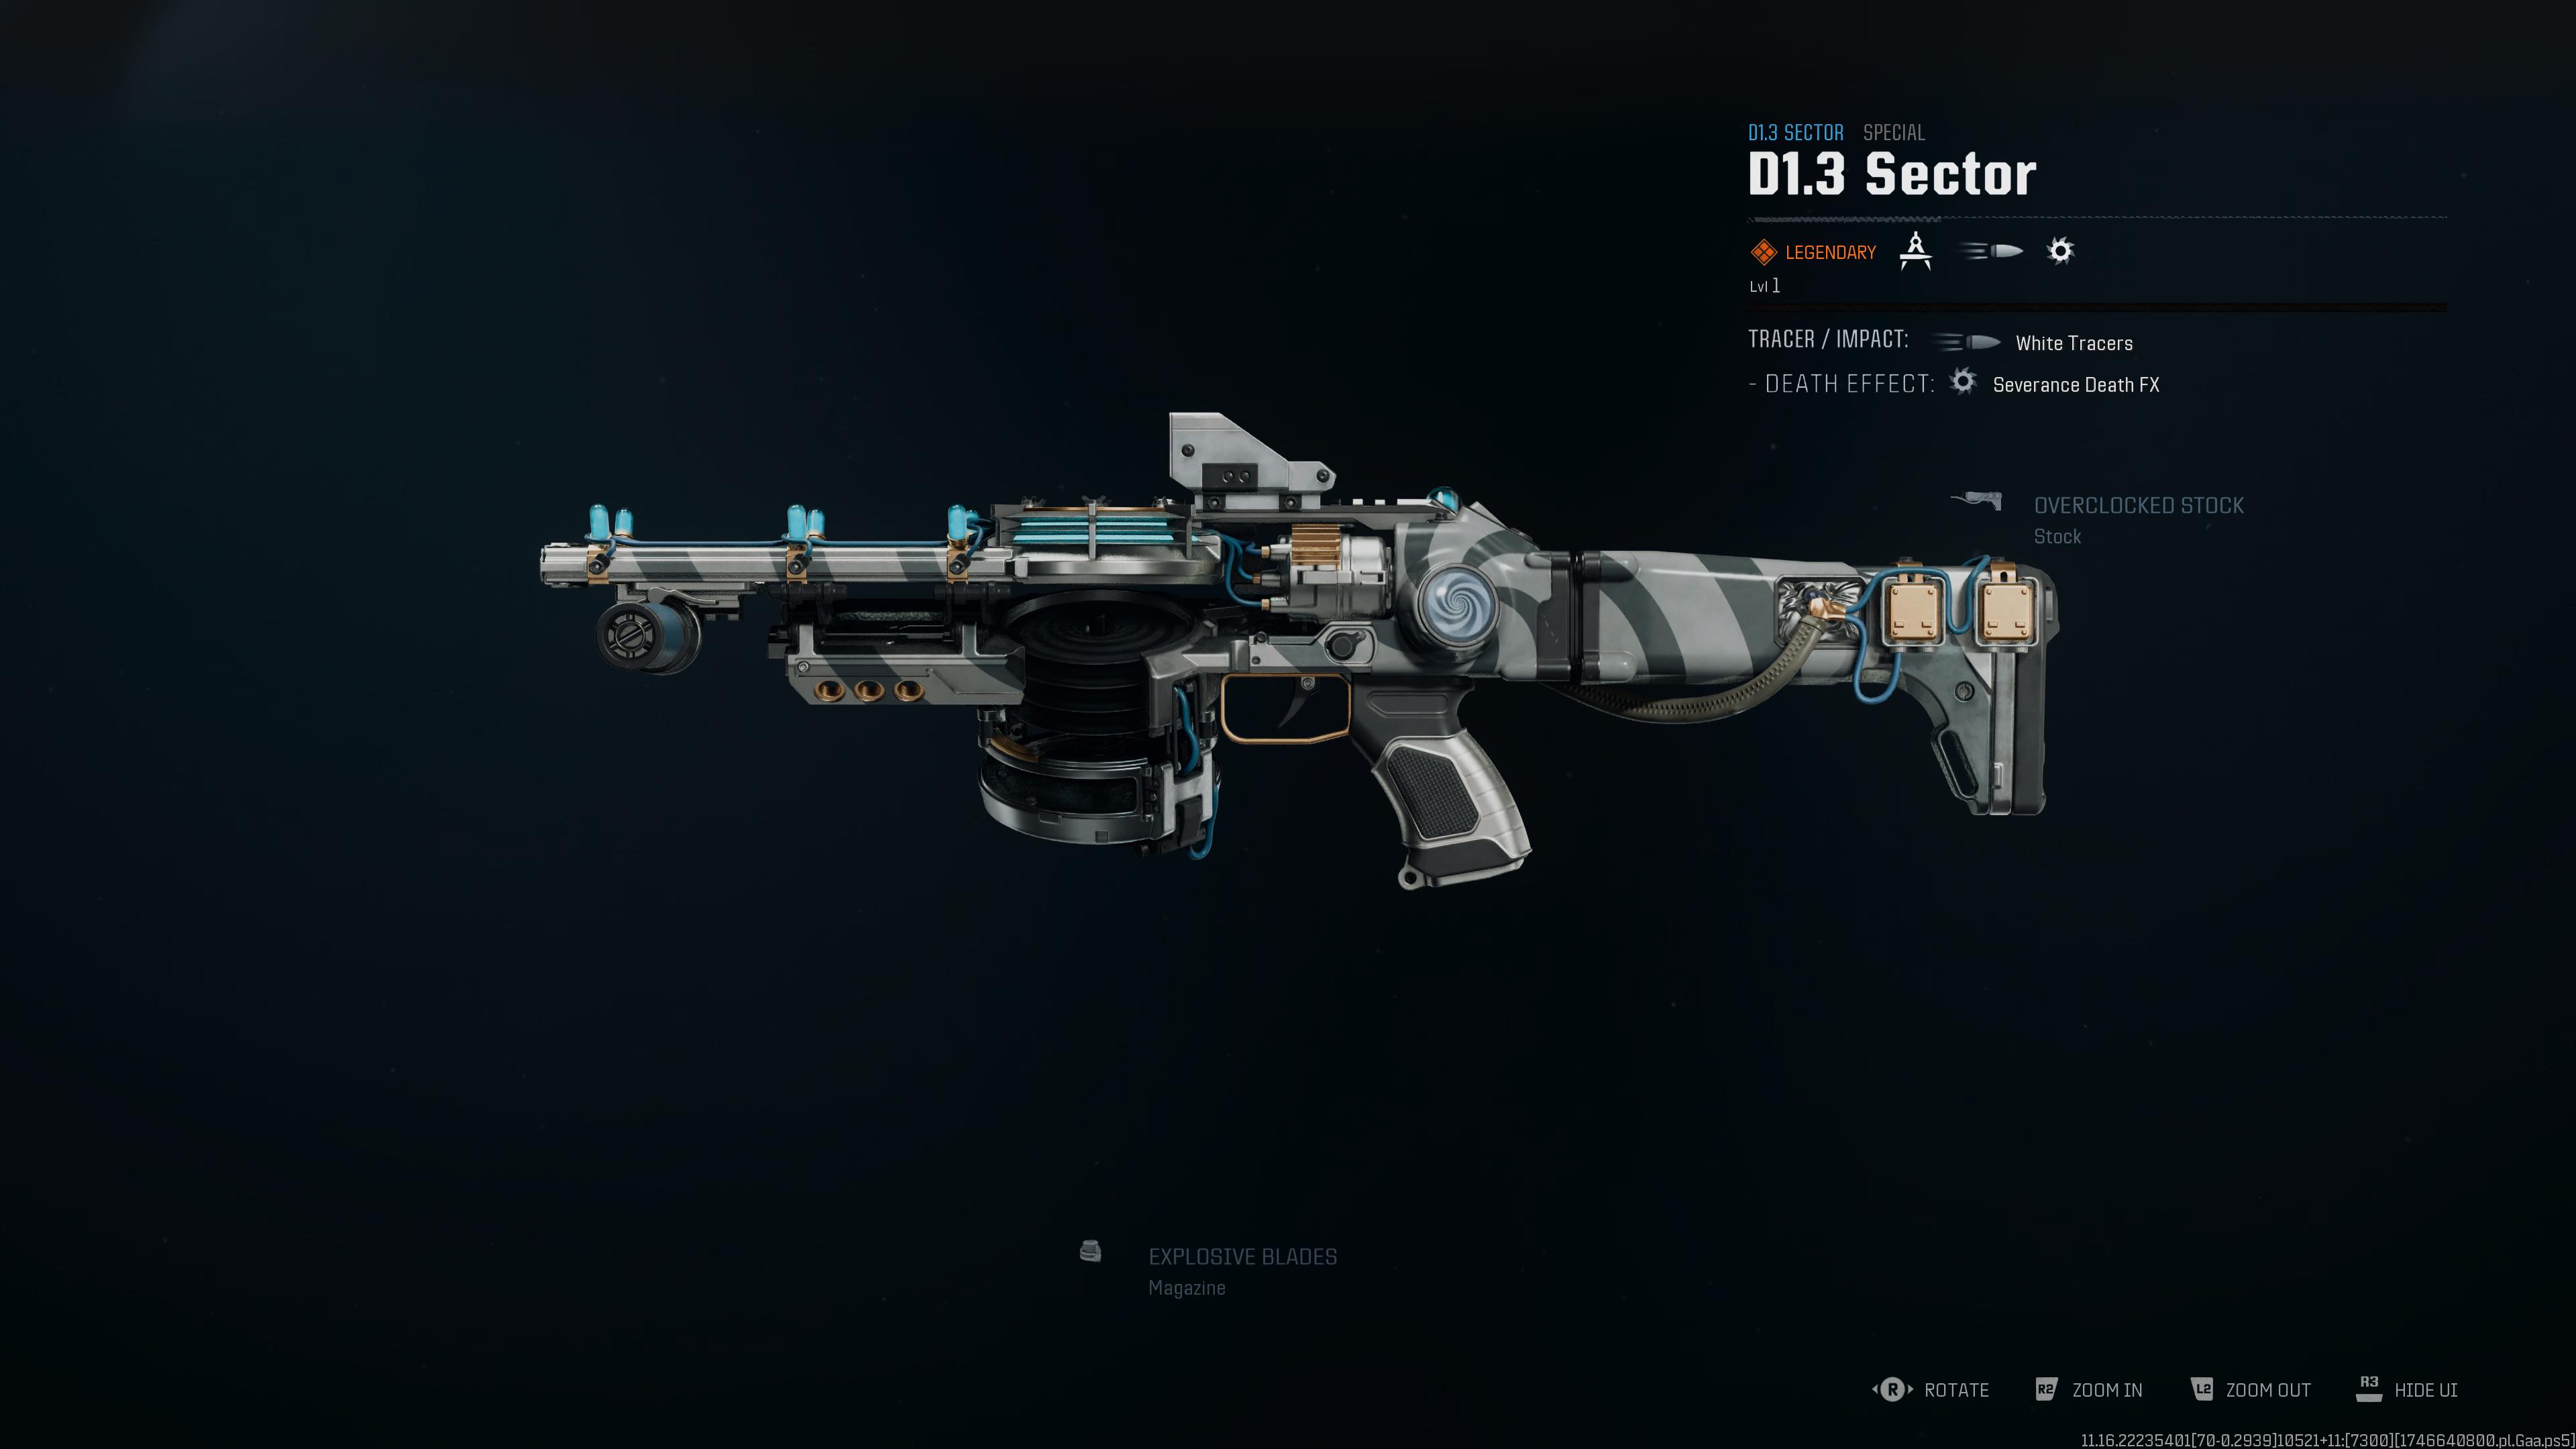 D1.3 SECTOR SPECIAL
D1.3 Sector
LEGENDARY
Lvl 1
TRACER / IMPACT: White Tracers
- DEATH EFFECT: Severance Death FX
OVERCLOCKED STOCK
Stock
EXPLOSIVE BLADES
Magazine
R ROTATE R2 ZOOM IN L2 ZOOM OUT R3 HIDE UI
11.16.22235401[70-0.2939]10521+11:[7300][1746640800.pl.Gaa.ps5]